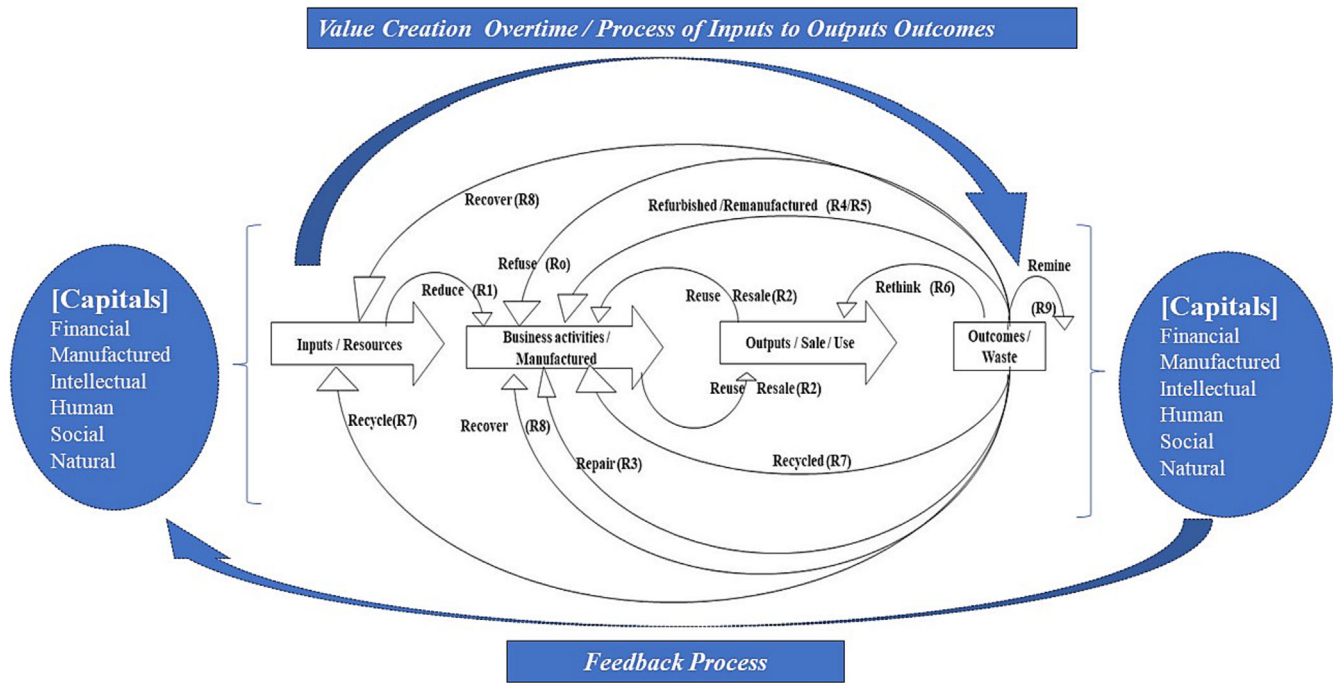 Value Creation Overtime / Process of Inputs to Outputs Outcomes
[Capitals]
Financial
Manufactured
Intellectual
Human
Social
Natural
Recover (R8)
Refurbished /Remanufactured (R4/R5)
Refuse (Ro)
Reduce (R1)
Reuse Resale(R2)
Rethink (R6)
Remine
(R9)
Inputs / Resources
Business activities /
Manufactured
Outputs / Sale / Use
Outcomes /
Waste
Reuse Resale(R2)
Recycle(R7)
Recover (R8)
Repair (R3)
Recycled (R7)
[Capitals]
Financial
Manufactured
Intellectual
Human
Social
Natural
Feedback Process